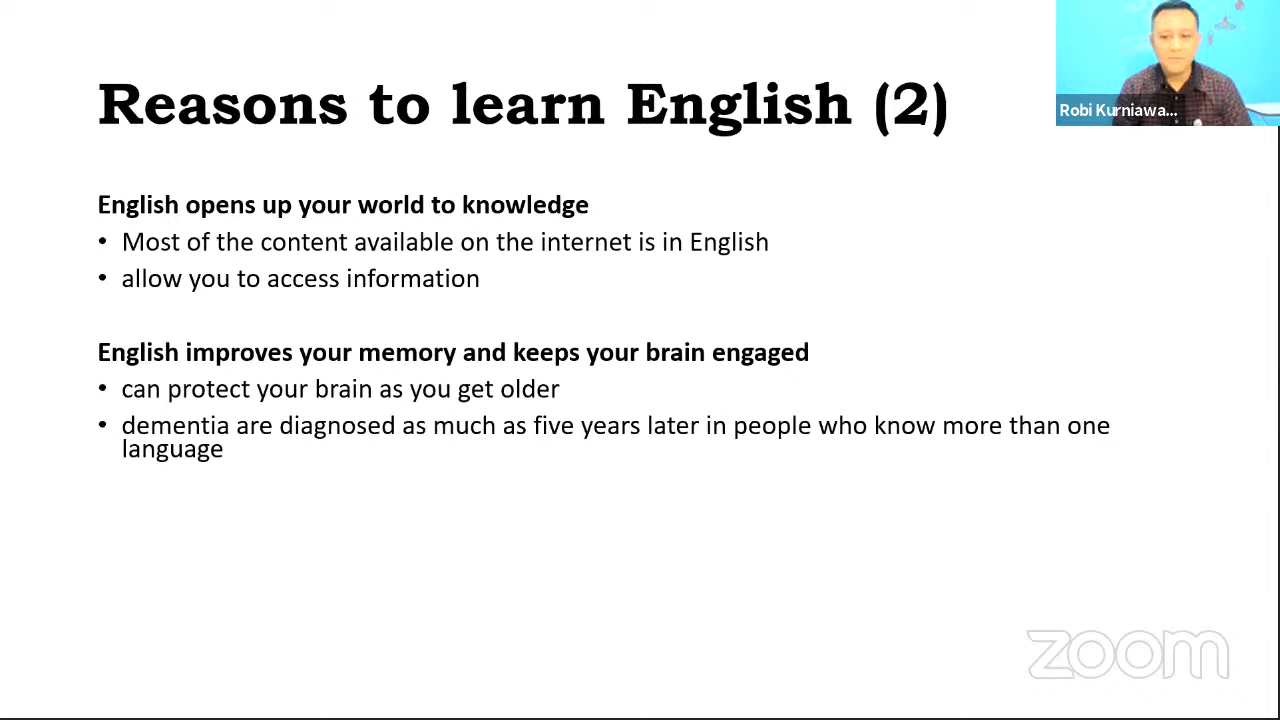 Reasons to learn English (2)
Robi Kurniawa...
English opens up your world to knowledge
• Most of the content available on the internet is in English
• allow you to access information
English improves your memory and keeps your brain engaged
• can protect your brain as you get older
• dementia are diagnosed as much as five years later in people who know more than one
language
zoom